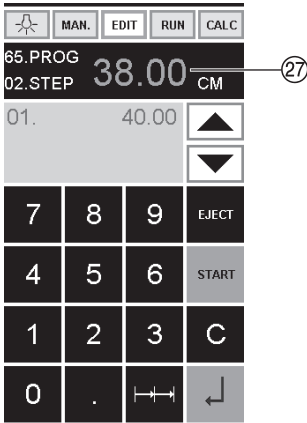 MAN. EDIT RUN CALC
65.PROG
02.STEP 38.00 CM
27
01. 40.00
7 8 9 EJECT
4 5 6 START
1 2 3 C
0 .